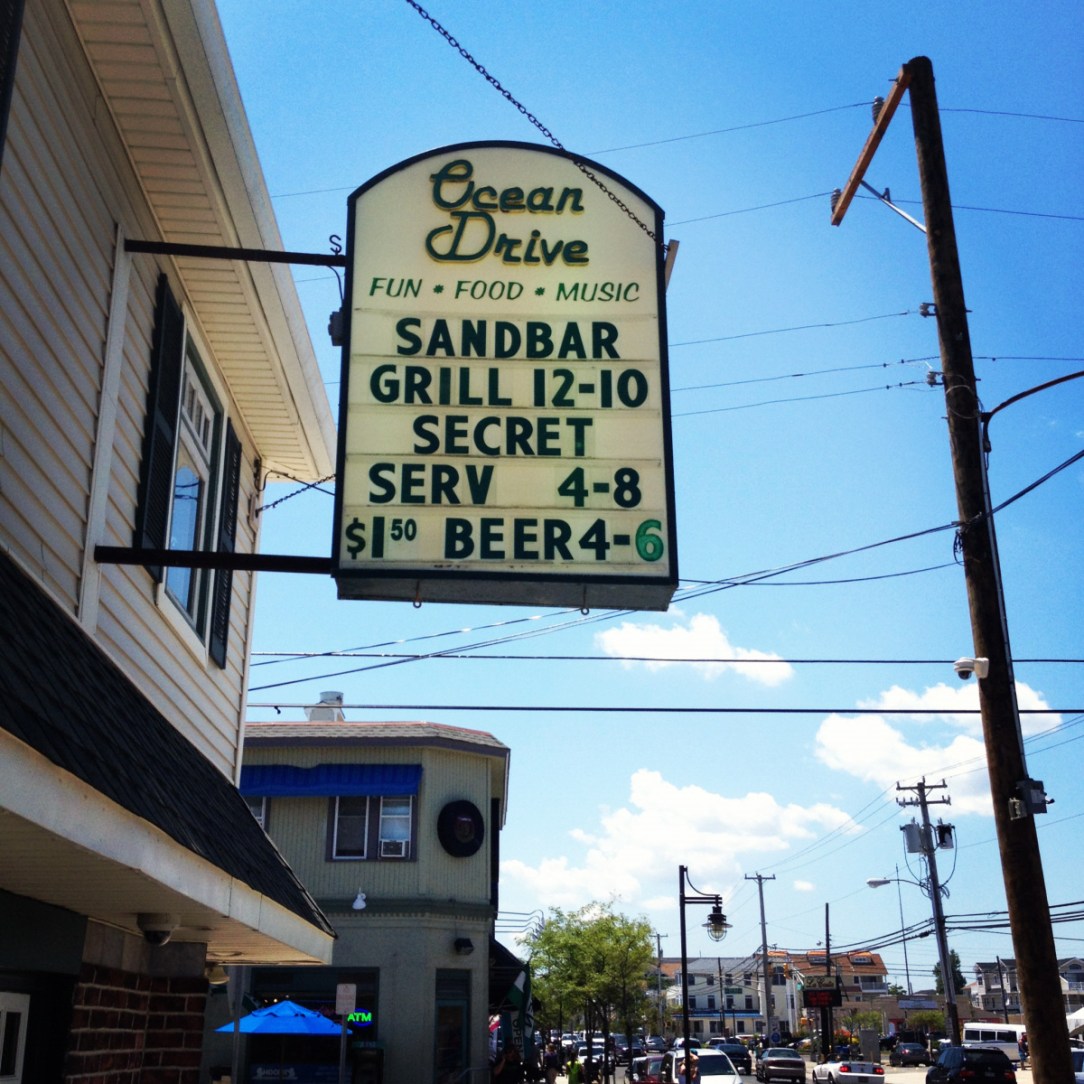 Ocean
Drive
FUN * FOOD * MUSIC
SANDBAR
GRILL 12-10
SECRET
SERV 4-8
$1 50 BEER 4-6
ATM